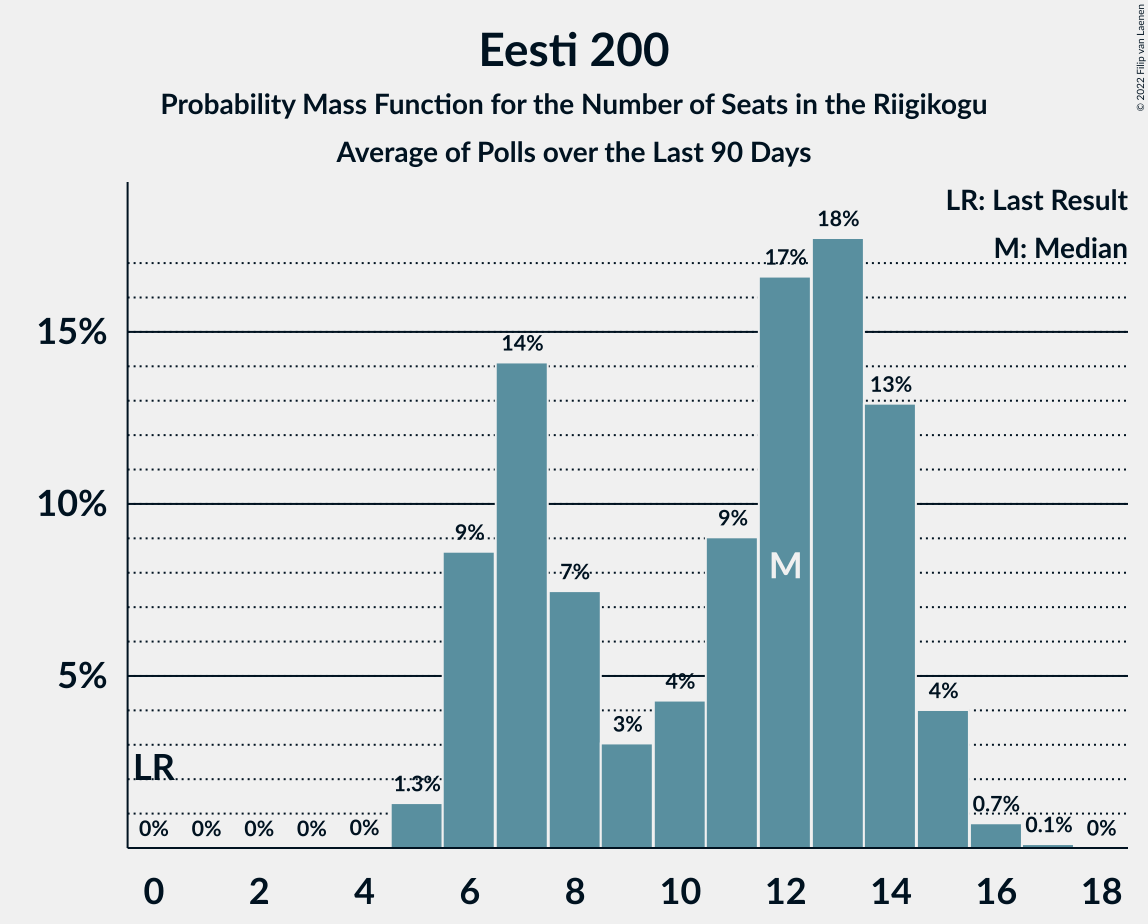 Eesti 200
Probability Mass Function for the Number of Seats in the Riigikogu
Average of Polls over the Last 90 Days
© 2022 Filip van Laenen
LR: Last Result
M: Median
15%
10%
5%
LR
0%
0%
0%
0%
0%
1.3%
9%
14%
7%
3%
4%
9%
17%
M
18%
13%
4%
0.7%
0.1%
0%
0 2 4 6 8 10 12 14 16 18